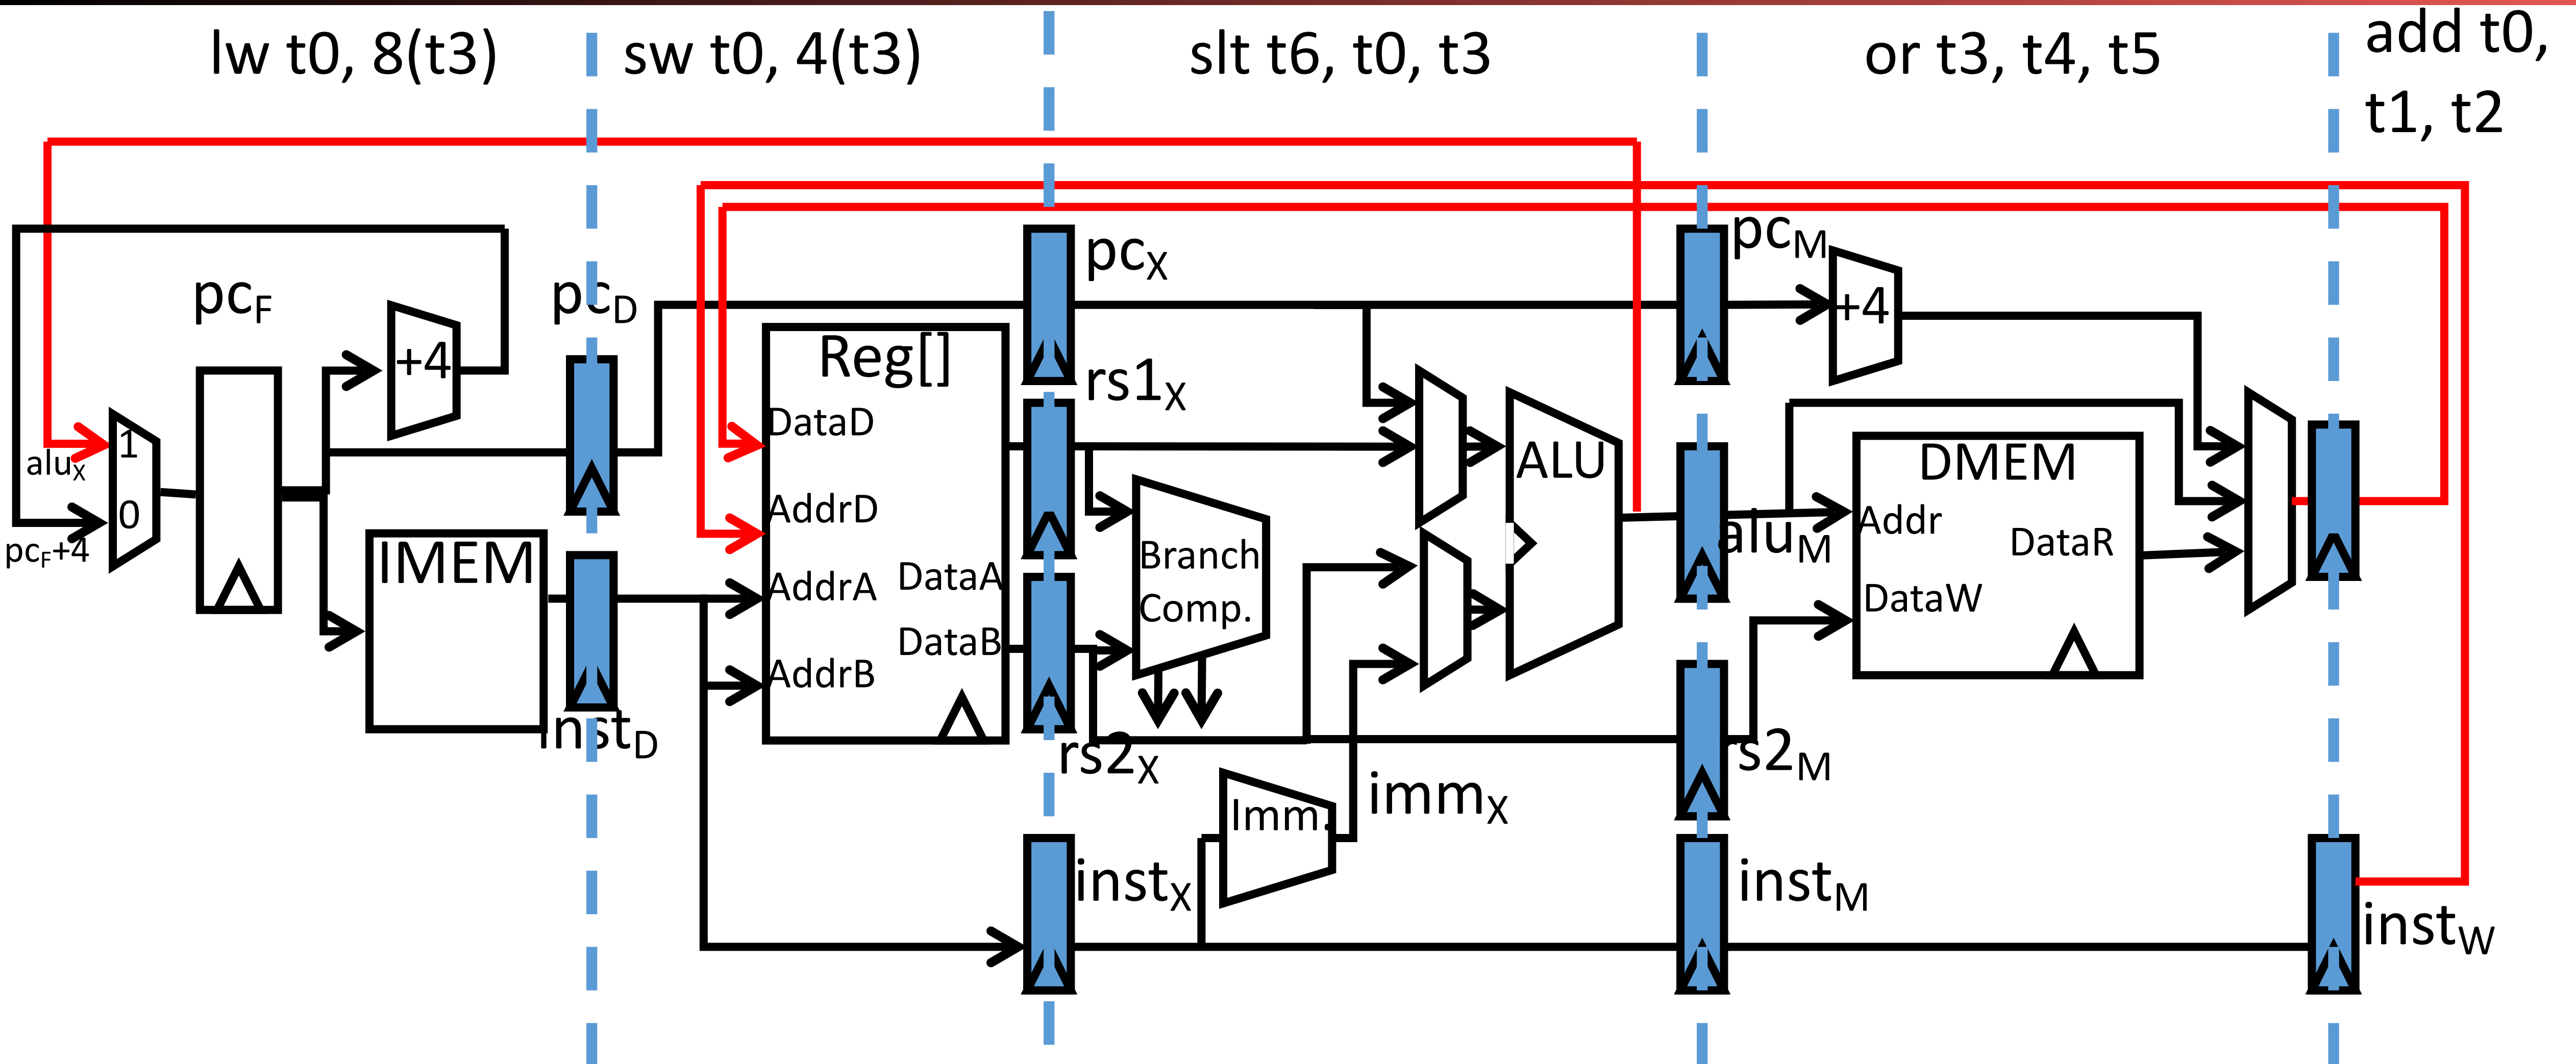 lw t0, 8(t3)
sw t0, 4(t3)
slt t6, t0, t3
or t3, t4, t5
add t0,
t1, t2
pcF
+4
pcD
1
0
aluX
pcF+4
IMEM
instD
Reg[]
DataD
AddrD
AddrA
AddrB
DataA
DataB
pcX
rs1X
rs2X
Branch
Comp.
Imm.
immX
instX
ALU
pcM
+4
aluM
rs2M
instM
DMEM
Addr
DataR
DataW
instW